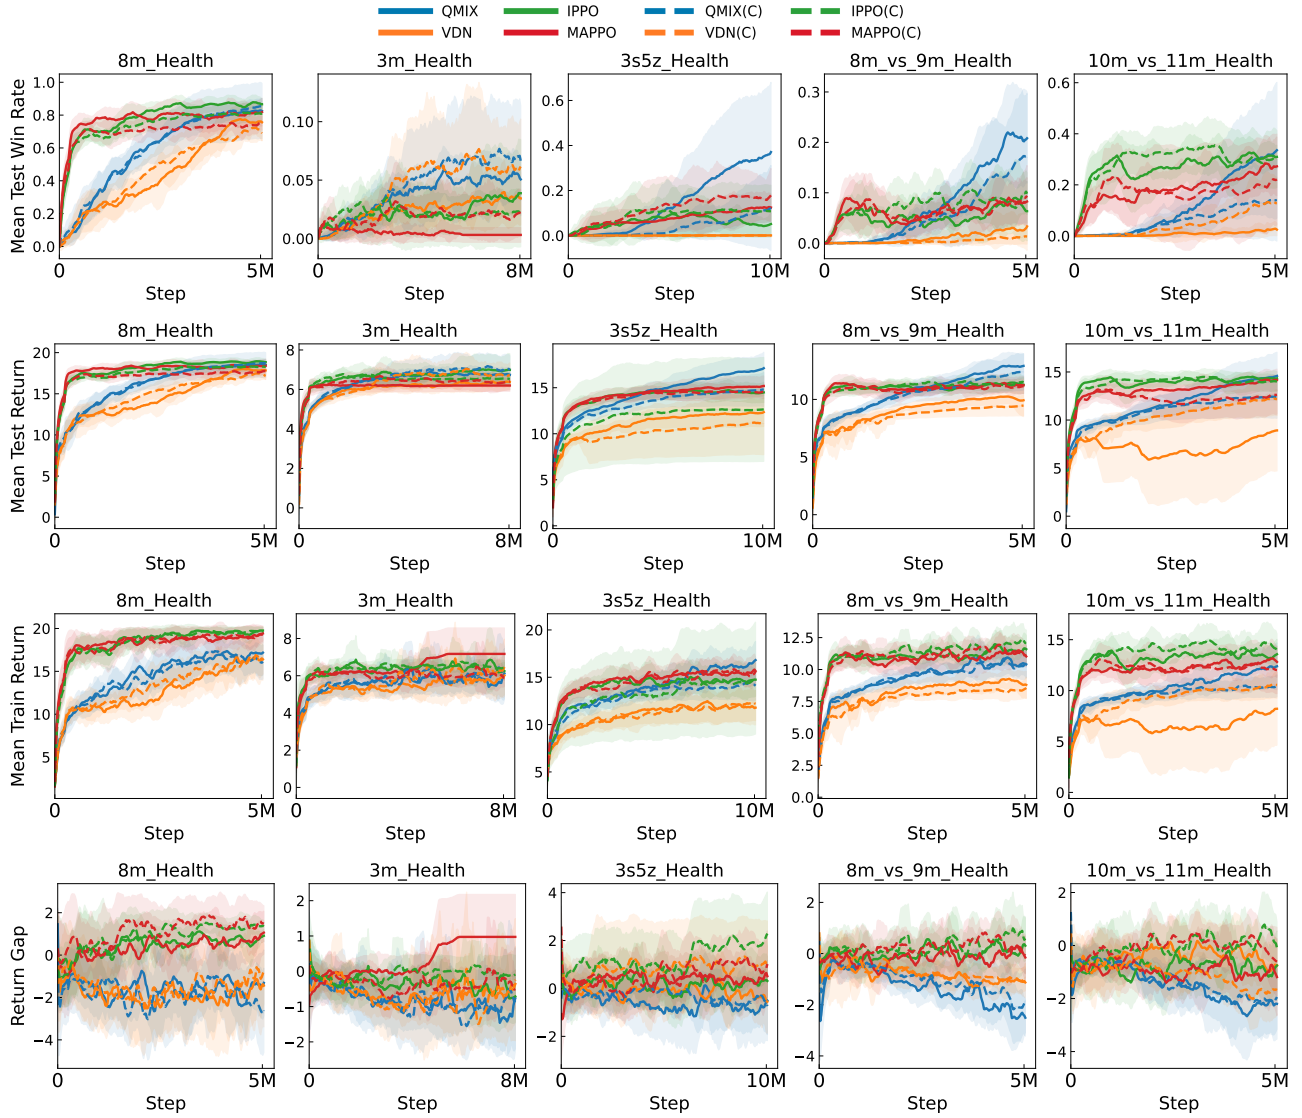 QMIX IPPO QMIX(C) IPPO(C)
VDN MAPPO VDN(C) MAPPO(C)
8m_Health 3m_Health 3s5z_Health 8m_vs_9m_Health 10m_vs_11m_Health
Mean Test Win Rate
1.0 0.8 0.6 0.4 0.2 0.0
0.10 0.05 0.00
0.6 0.4 0.2 0.0
0.3 0.2 0.1 0.0
0.6 0.4 0.2 0.0
0 5M 0 8M 0 10M 0 5M 0 5M
Step Step Step Step Step
8m_Health 3m_Health 3s5z_Health 8m_vs_9m_Health 10m_vs_11m_Health
Mean Test Return
20 15 10 5 0
8 6 4 2 0
15 10 5 0
10 5 0
15 10 5 0
0 5M 0 8M 0 10M 0 5M 0 5M
Step Step Step Step Step
8m_Health 3m_Health 3s5z_Health 8m_vs_9m_Health 10m_vs_11m_Health
Mean Train Return
20 15 10 5
8 6 4 2 0
20 15 10 5
12.5 10.0 7.5 5.0 2.5 0.0
15 10 5 0
0 5M 0 8M 0 10M 0 5M 0 5M
Step Step Step Step Step
8m_Health 3m_Health 3s5z_Health 8m_vs_9m_Health 10m_vs_11m_Health
Return Gap
2 0 −2 −4
2 1 0 −1 −2
4 2 0 −2
2 0 −2 −4
2 0 −2 −4
0 5M 0 8M 0 10M 0 5M 0 5M
Step Step Step Step Step